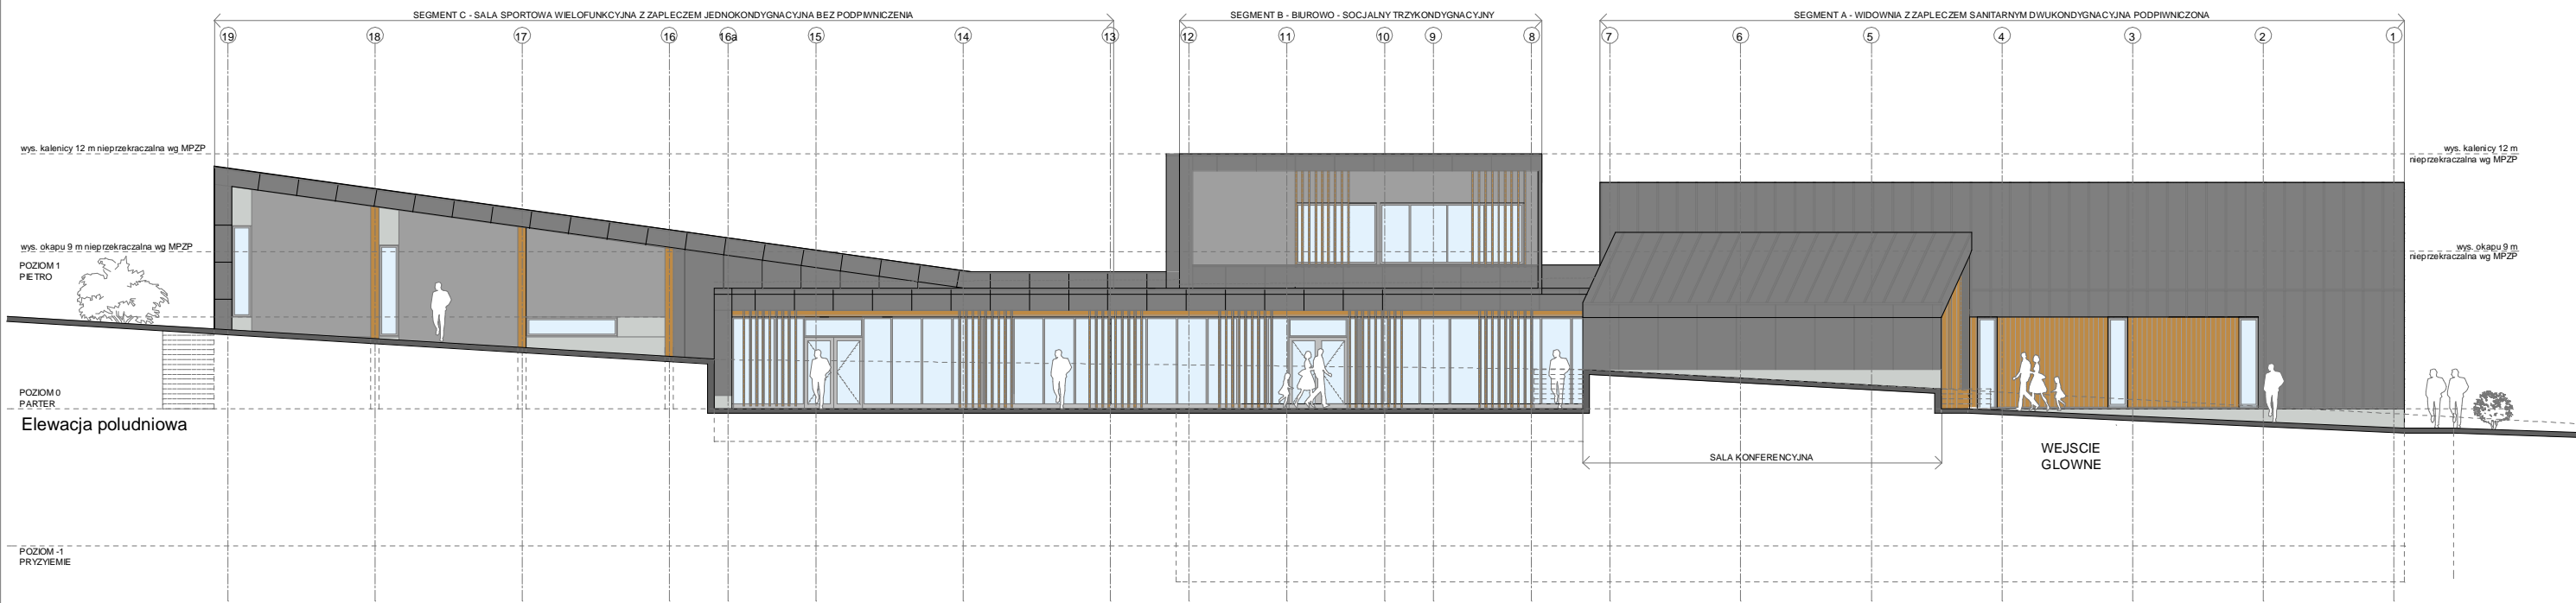 SEGMENT C - SALA SPORTOWA WIELOFUNKCYJNA Z ZAPLECZEM JEDNOKONDYGNACYJNA BEZ PODPIWNICZENIA
SEGMENT B - BIUROWO - SOCJALNY TRZYKONDYGNACYJNY
SEGMENT A - WIDOWNIA Z ZAPLECZEM SANITARNYM DWUKONDYGNACYJNA PODPIWNICZONA
19 18 17 16 16a 15 14 13 12 11 10 9 8 7 6 5 4 3 2 1
wys. kalenicy 12 m nieprzekraczalna wg MPZP
wys. kalenicy 12 m
nieprzekraczalna wg MPZP
wys. okapu 9 m nieprzekraczalna wg MPZP
wys. okapu 9 m
nieprzekraczalna wg MPZP
POZIOM 1
PIETRO
POZIOM 0
PARTER
Elewacja poludniowa
WEJSCIE
GLOWNE
SALA KONFERENCYJNA
POZIOM -1
PRYZYIEMIE